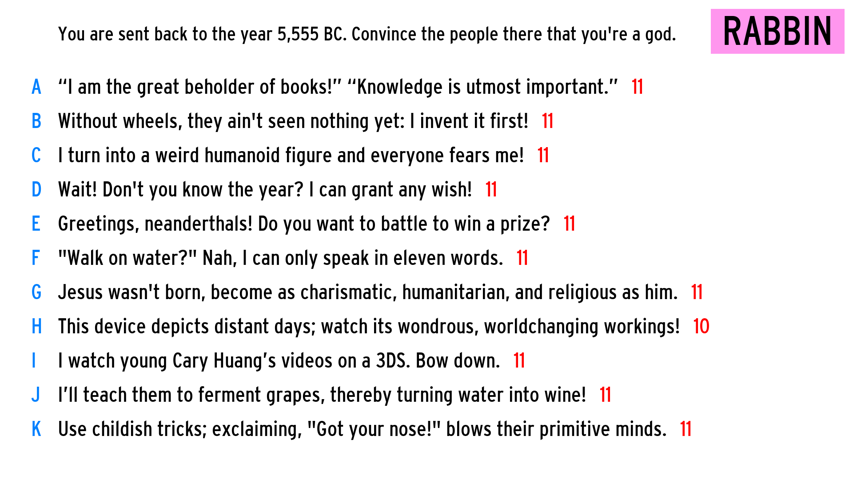 You are sent back to the year 5,555 BC. Convince the people there that you're a god.
RABBIN
A “I am the great beholder of books!” “Knowledge is utmost important.” 11
B Without wheels, they ain't seen nothing yet: I invent it first! 11
C I turn into a weird humanoid figure and everyone fears me! 11
D Wait! Don't you know the year? I can grant any wish! 11
E Greetings, neanderthals! Do you want to battle to win a prize? 11
F "Walk on water?" Nah, I can only speak in eleven words. 11
G Jesus wasn't born, become as charismatic, humanitarian, and religious as him. 11
H This device depicts distant days; watch its wondrous, worldchanging workings! 10
I I watch young Cary Huang’s videos on a 3DS. Bow down. 11
J I’ll teach them to ferment grapes, thereby turning water into wine! 11
K Use childish tricks; exclaiming, "Got your nose!" blows their primitive minds. 11